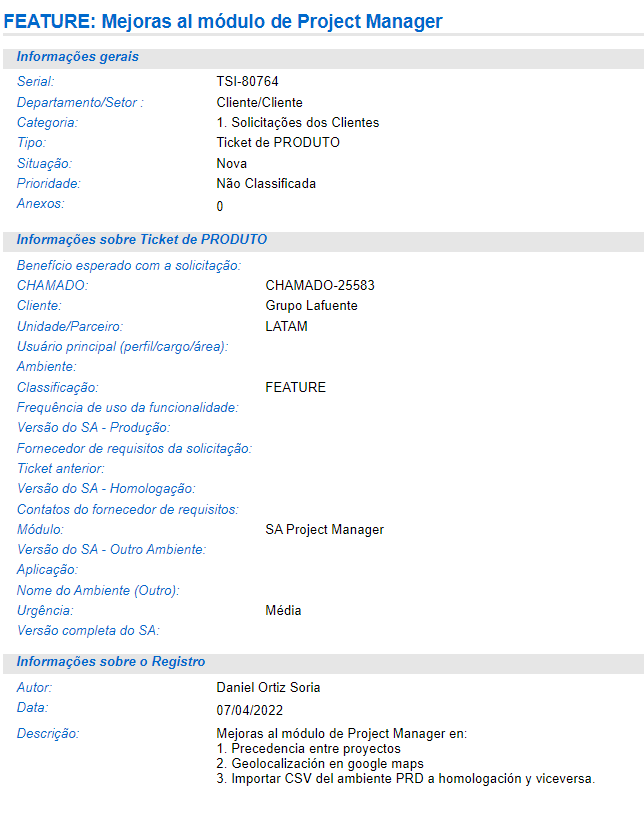 FEATURE: Mejoras al módulo de Project Manager
Informações gerais
Serial: TSI-80764
Departamento/Setor : Cliente/Cliente
Categoria: 1. Solicitações dos Clientes
Tipo: Ticket de PRODUTO
Situação: Nova
Prioridade: Não Classificada
Anexos: 0
Informações sobre Ticket de PRODUTO
Benefício esperado com a solicitação:
CHAMADO: CHAMADO-25583
Cliente: Grupo Lafuente
Unidade/Parceiro: LATAM
Usuário principal (perfil/cargo/área):
Ambiente:
Classificação: FEATURE
Frequência de uso da funcionalidade:
Versão do SA - Produção:
Fornecedor de requisitos da solicitação:
Ticket anterior:
Versão do SA - Homologação:
Contatos do fornecedor de requisitos:
Módulo: SA Project Manager
Versão do SA - Outro Ambiente:
Aplicação:
Nome do Ambiente (Outro):
Urgência: Média
Versão completa do SA:
Informações sobre o Registro
Autor: Daniel Ortiz Soria
Data: 07/04/2022
Descrição: Mejoras al módulo de Project Manager en:
1. Precedencia entre proyectos
2. Geolocalización en google maps
3. Importar CSV del ambiente PRD a homologación y viceversa.